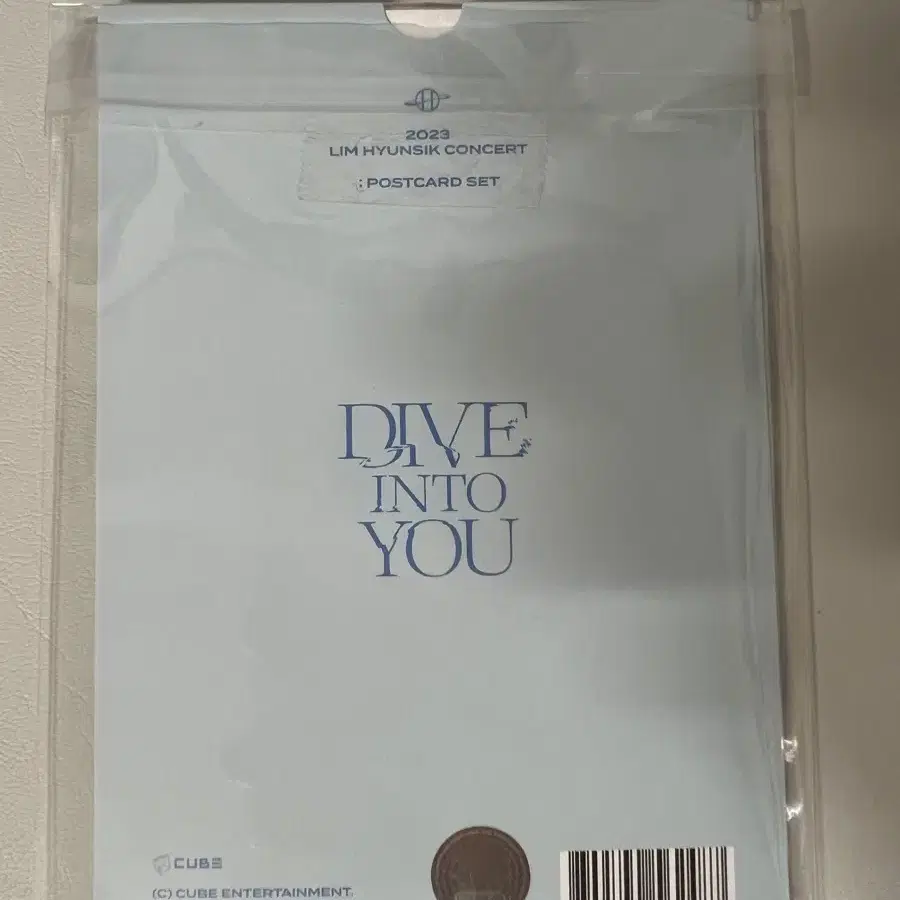 2023
LIM HYUNSIK CONCERT
: POSTCARD SET
DIVE
INTO
YOU
CUBE
(C) CUBE ENTERTAINMENT.